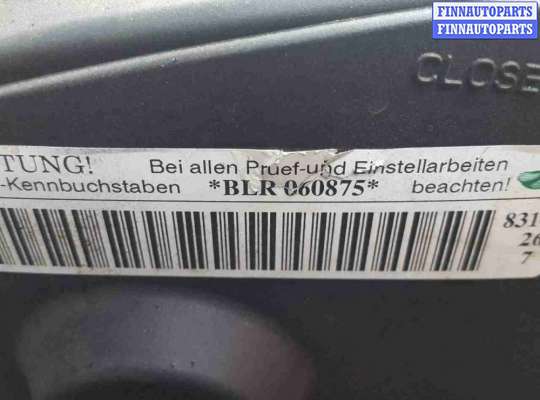 FINNAUTOPARTS
FINNAUTOPARTS
CLOSE
TUNG! Bei allen Pruef-und Einstellarbeiten
-Kennbuchstaben *BLR 060875* beachten!
831
26
7